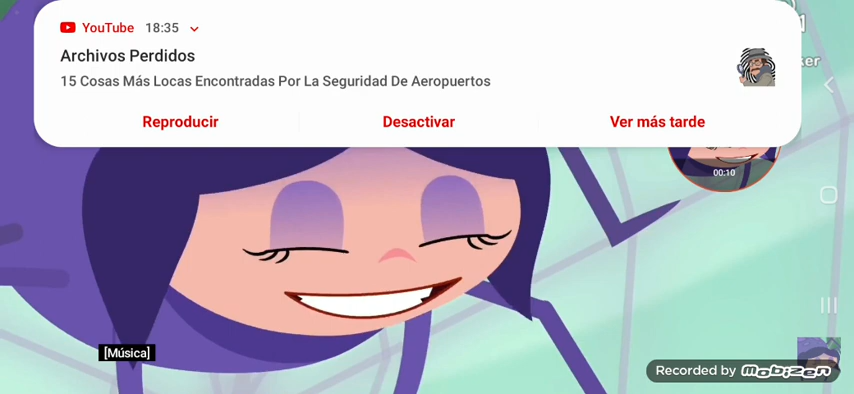 YouTube 18:35
Archivos Perdidos
15 Cosas Más Locas Encontradas Por La Seguridad De Aeropuertos
Reproducir Desactivar Ver más tarde
00:10
[Música]
Recorded by mobizen